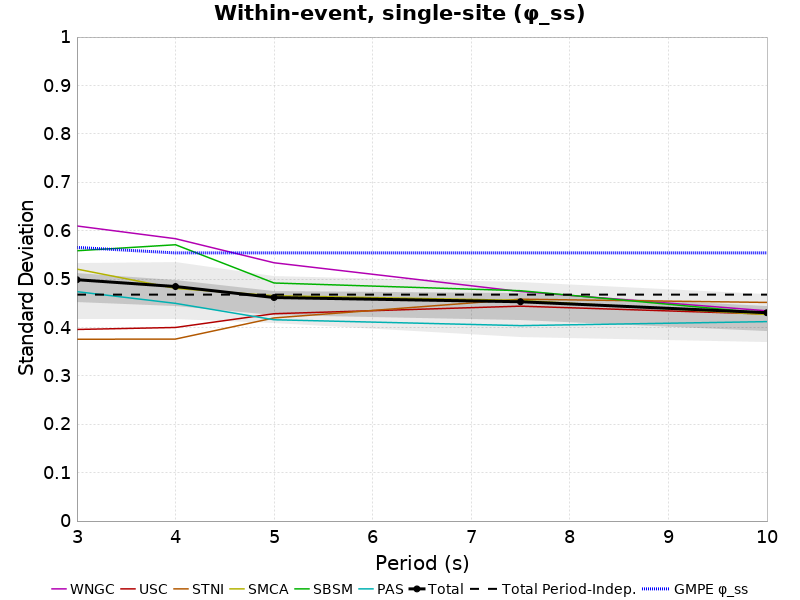 Within-event, single-site (φ_ss)
Standard Deviation
1
0.9
0.8
0.7
0.6
0.5
0.4
0.3
0.2
0.1
0
3 4 5 6 7 8 9 10
Period (s)
WNGC USC STNI SMCA SBSM PAS Total Total Period-Indep. GMPE φ_ss